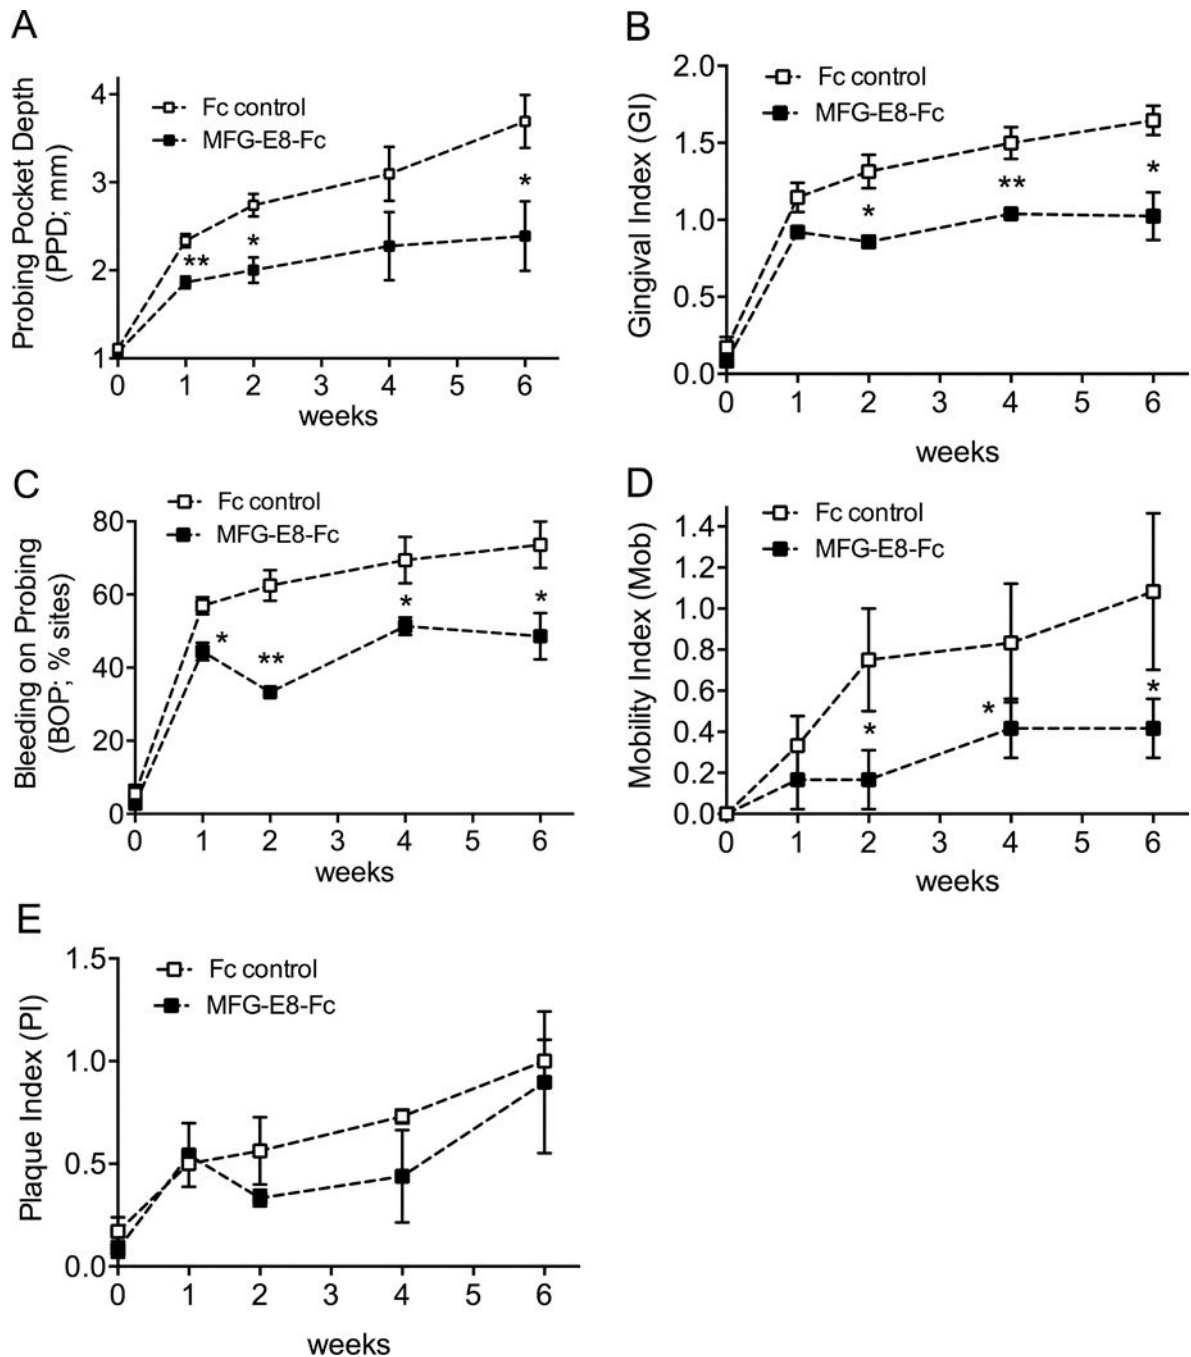 A
Probing Pocket Depth
(PPD; mm)
Fc control
MFG-E8-Fc
4
3
2
1
**
*
*
0 1 2 3 4 5 6
weeks
B
Gingival Index (GI)
Fc control
MFG-E8-Fc
2.0
1.5
1.0
0.5
0.0
*
**
*
0 1 2 3 4 5 6
weeks
C
Bleeding on Probing
(BOP; % sites)
Fc control
MFG-E8-Fc
80
60
40
20
0
*
**
*
*
0 1 2 3 4 5 6
weeks
D
Mobility Index (Mob)
Fc control
MFG-E8-Fc
1.4
1.2
1.0
0.8
0.6
0.4
0.2
0.0
*
*
*
0 1 2 3 4 5 6
weeks
E
Plaque Index (PI)
Fc control
MFG-E8-Fc
1.5
1.0
0.5
0.0
0 1 2 3 4 5 6
weeks